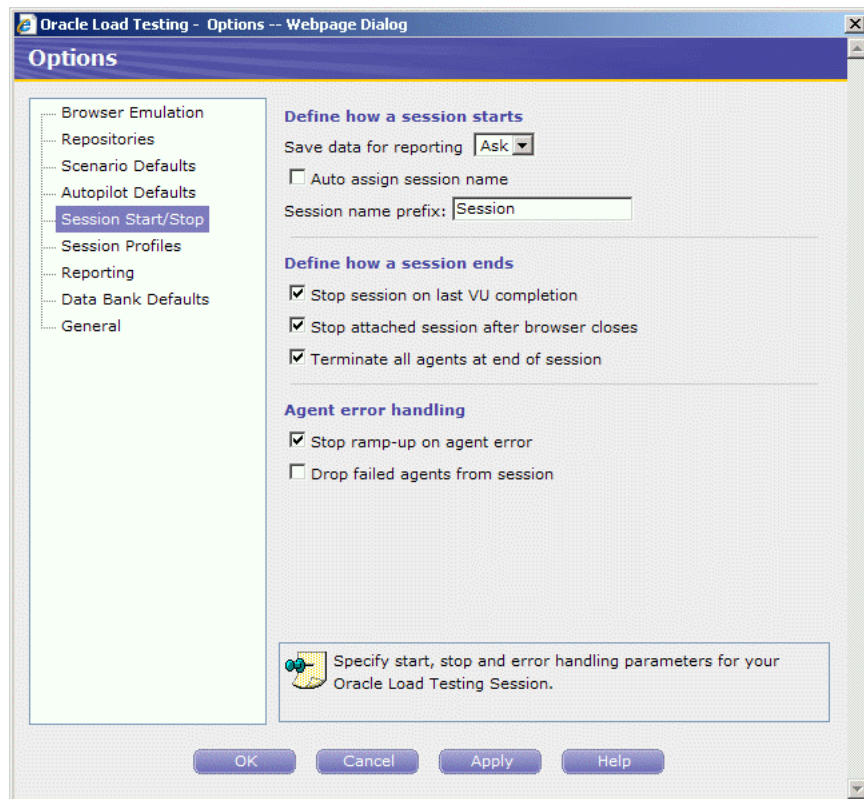 Oracle Load Testing - Options -- Webpage Dialog
Options
Browser Emulation
Repositories
Scenario Defaults
Autopilot Defaults
Session Start/Stop
Session Profiles
Reporting
Data Bank Defaults
General
Define how a session starts
Save data for reporting Ask
Auto assign session name
Session name prefix: Session
Define how a session ends
Stop session on last VU completion
Stop attached session after browser closes
Terminate all agents at end of session
Agent error handling
Stop ramp-up on agent error
Drop failed agents from session
Specify start, stop and error handling parameters for your
Oracle Load Testing Session.
OK Cancel Apply Help